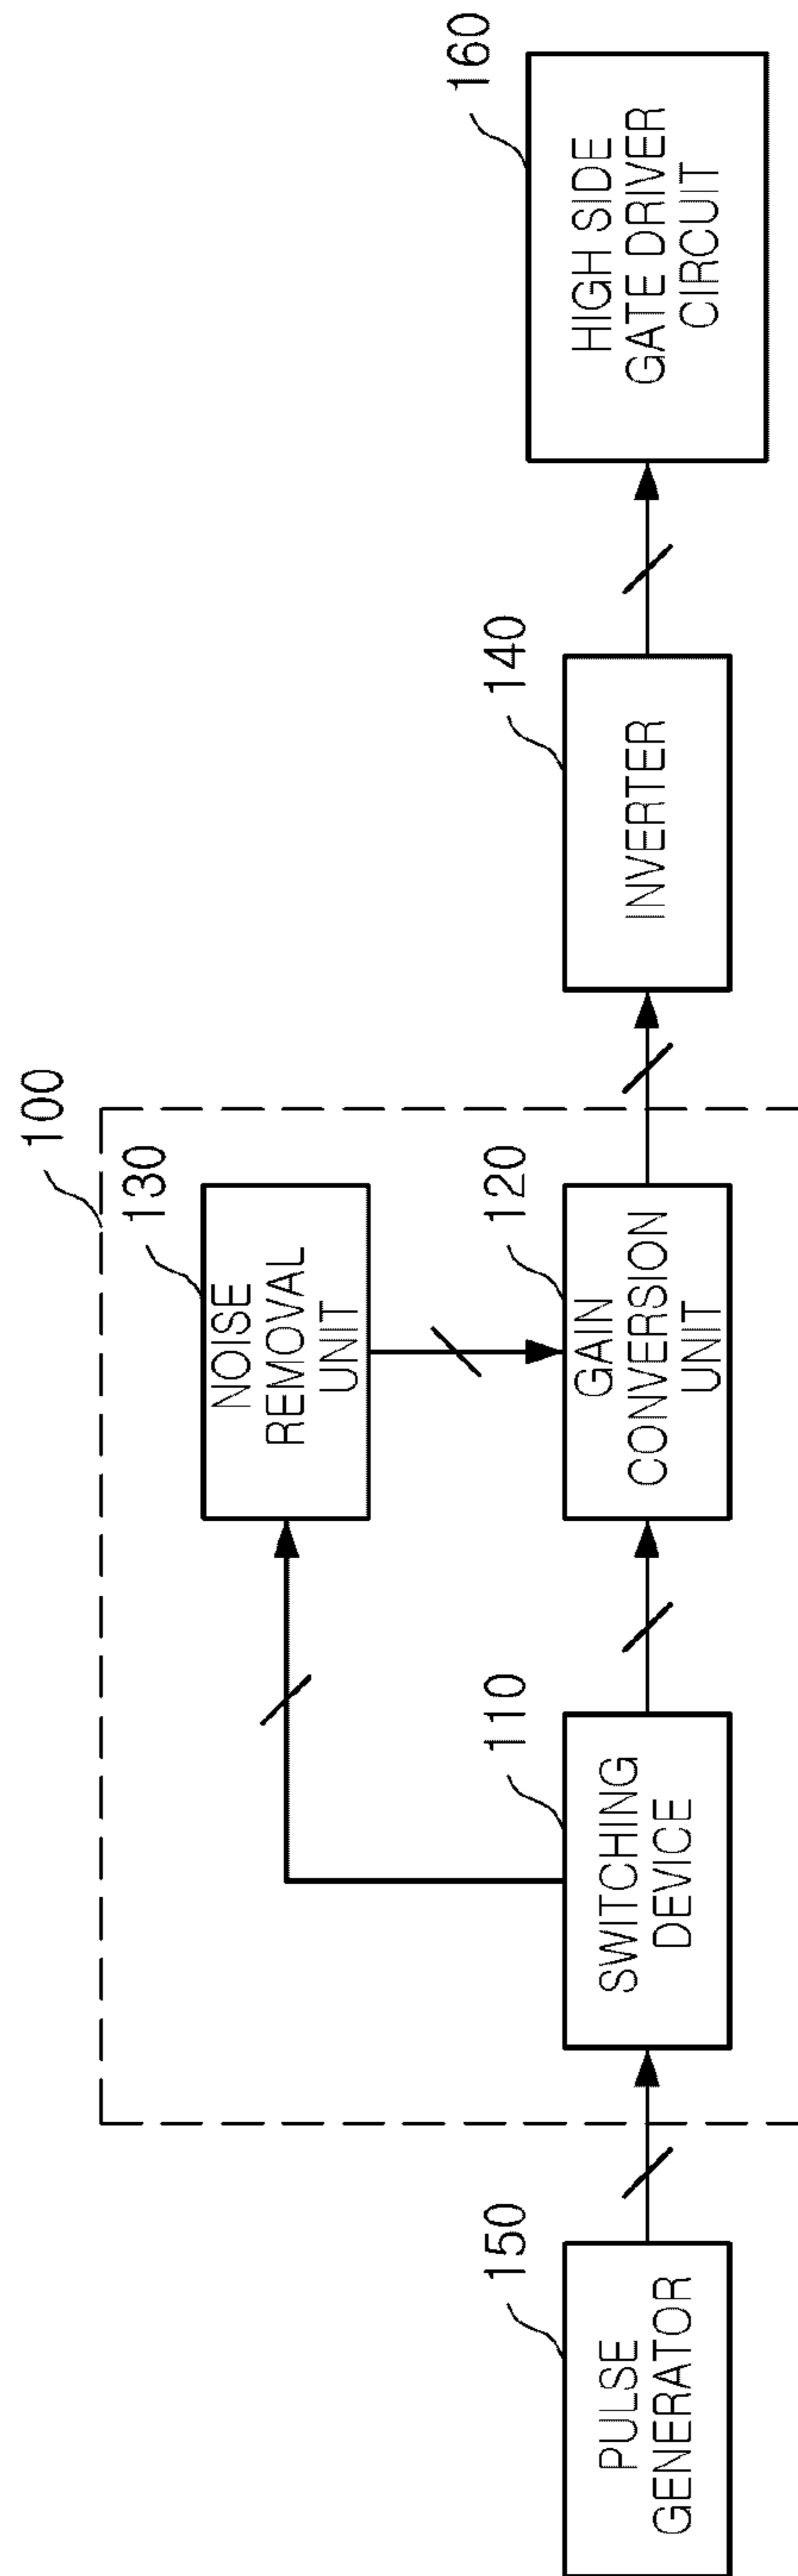 100
130
NOISE
REMOVAL
UNIT
150
PULSE
GENERATOR
110
SWITCHING
DEVICE
120
GAIN
CONVERSION
UNIT
140
INVERTER
160
HIGH SIDE
GATE DRIVER
CIRCUIT